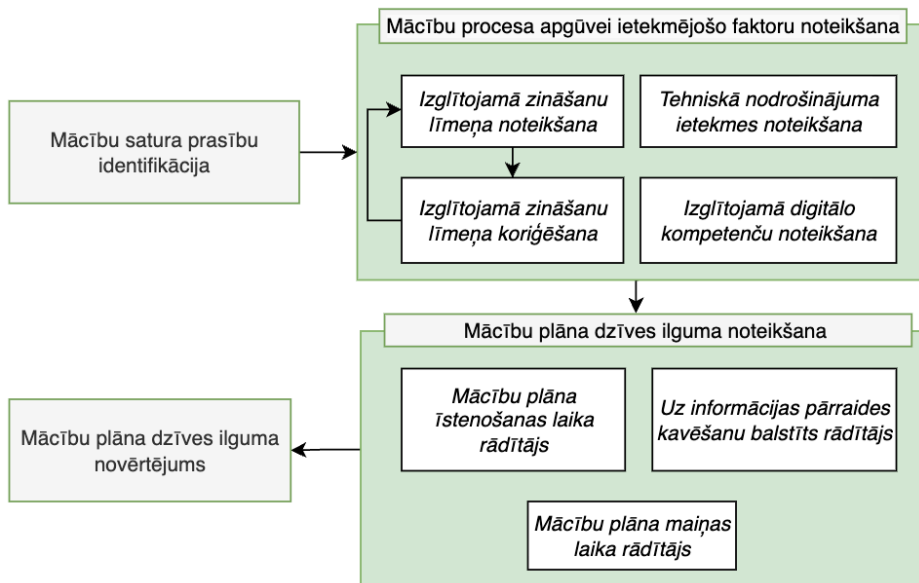 Mācību procesa apgūvei ietekmējošo faktoru noteikšana
Mācību satura prasību
identifikācija
Izglītojamā zināšanu
līmeņa noteikšana
Tehniskā nodrošinājuma
ietekmes noteikšana
Izglītojamā zināšanu
līmeņa koriģēšana
Izglītojamā digitālo
kompetenču noteikšana
Mācību plāna dzīves ilguma noteikšana
Mācību plāna
īstenošanas laika
rādītājs
Uz informācijas pārraides
kavēšanu balstīts rādītājs
Mācību plāna maiņas
laika rādītājs
Mācību plāna dzīves ilguma
novērtējums